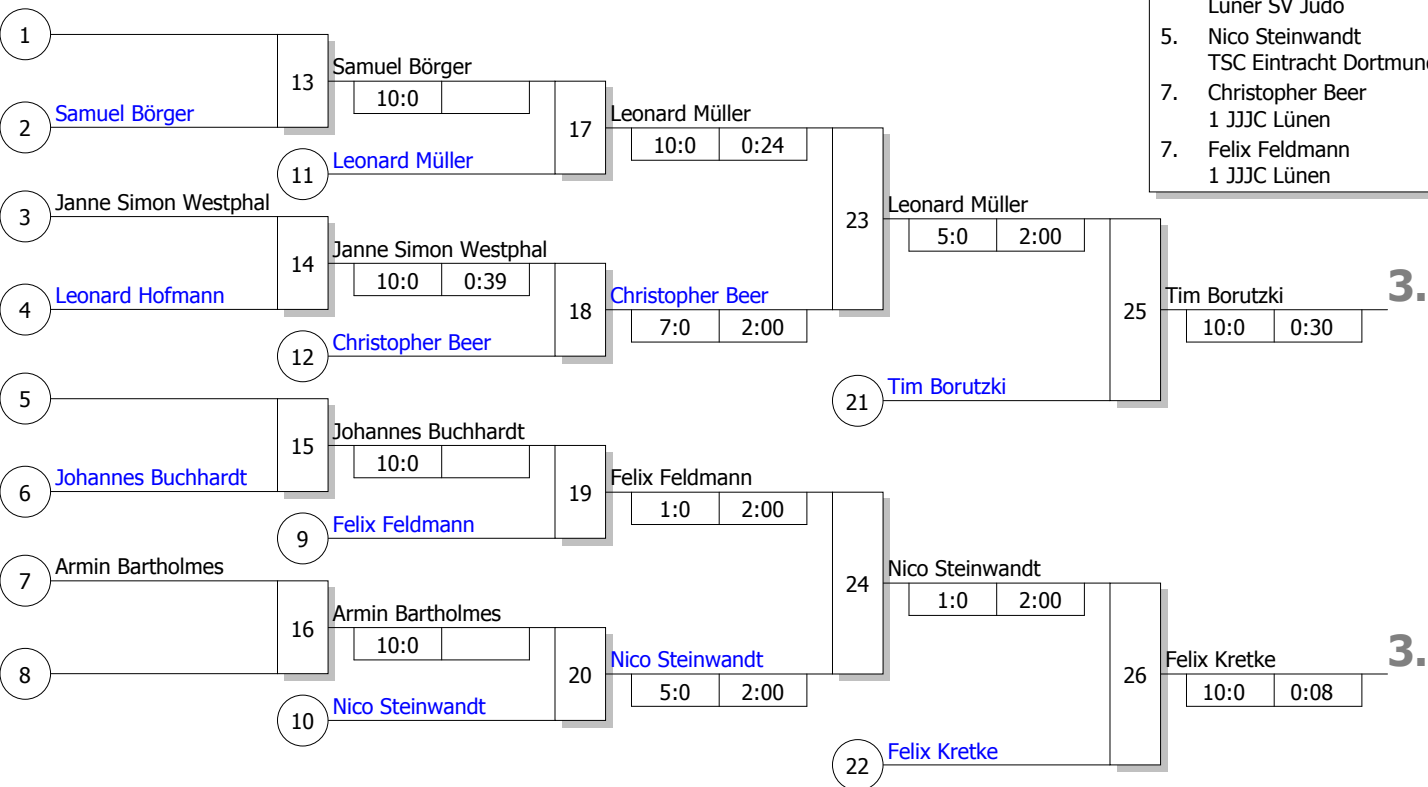 Lüner SV Judo
5. Nico Steinwandt
TSC Eintracht Dortmund
7. Christopher Beer
1 JJJC Lünen
7. Felix Feldmann
1 JJJC Lünen
1
13
Samuel Börger
10:0
2
Samuel Börger
17
Leonard Müller
10:0 0:24
11
Leonard Müller
3
Janne Simon Westphal
23
Leonard Müller
5:0 2:00
14
Janne Simon Westphal
10:0 0:39
4
Leonard Hofmann
18
Christopher Beer
7:0 2:00
12
Christopher Beer
25
Tim Borutzki
3.
10:0 0:30
21
Tim Borutzki
5
15
Johannes Buchhardt
10:0
6
Johannes Buchhardt
19
Felix Feldmann
1:0 2:00
9
Felix Feldmann
7
Armin Bartholmes
24
Nico Steinwandt
1:0 2:00
16
Armin Bartholmes
10:0
8
20
Nico Steinwandt
5:0 2:00
10
Nico Steinwandt
26
Felix Kretke
3.
10:0 0:08
22
Felix Kretke